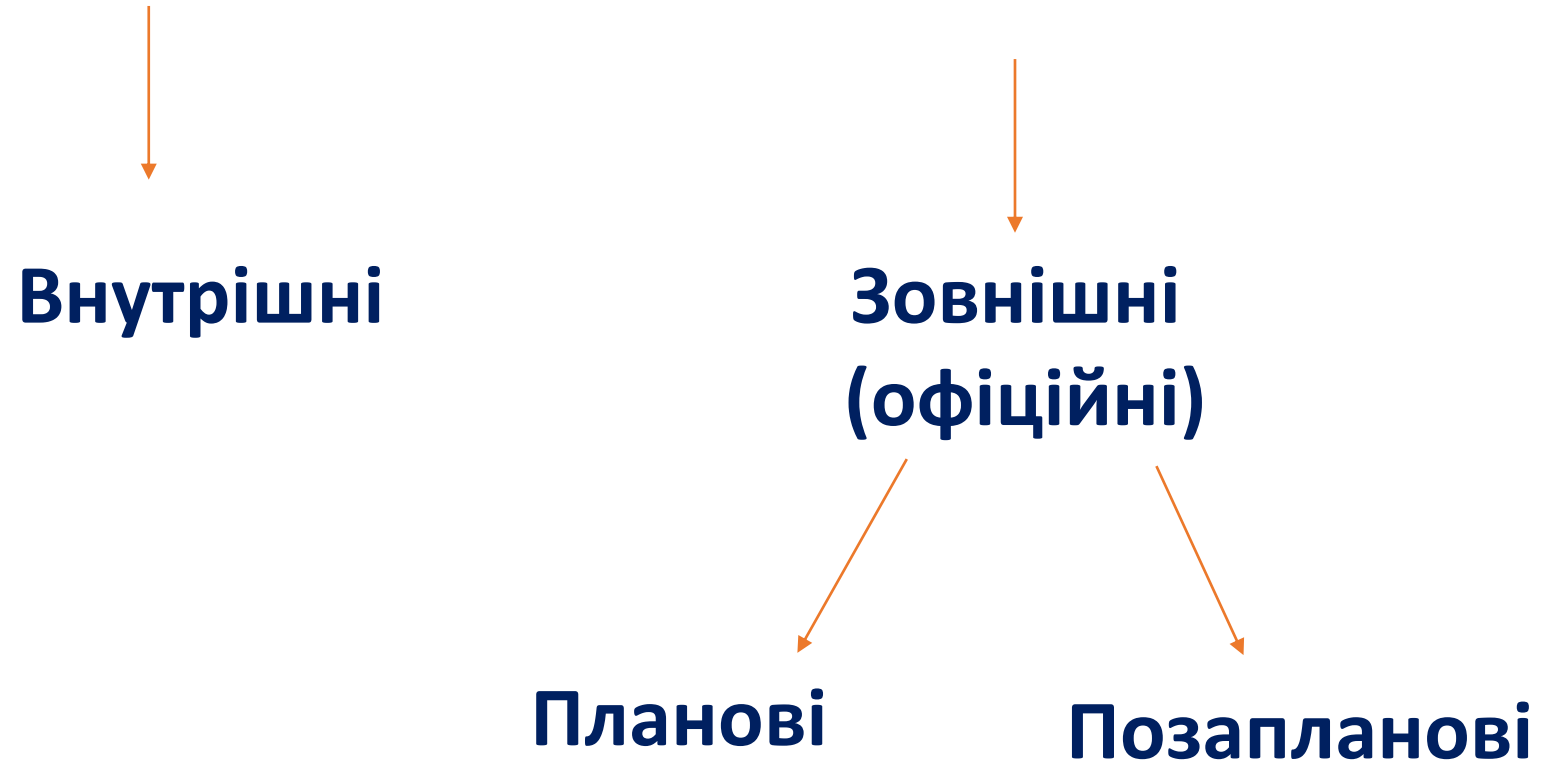 Внутрішні
Зовнішні
(офіційні)
Планові
Позапланові